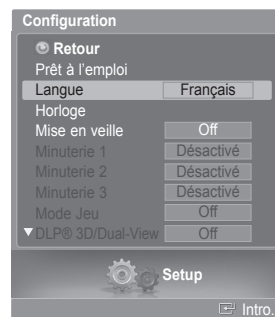 Configuration
Retour
Prêt à l'emploi
Langue Français
Horloge
Mise en veille Off
Minuterie 1 Désactivé
Minuterie 2 Désactivé
Minuterie 3 Désactivé
Mode Jeu Off
▼DLP® 3D/Dual-View Off
Setup
Intro.